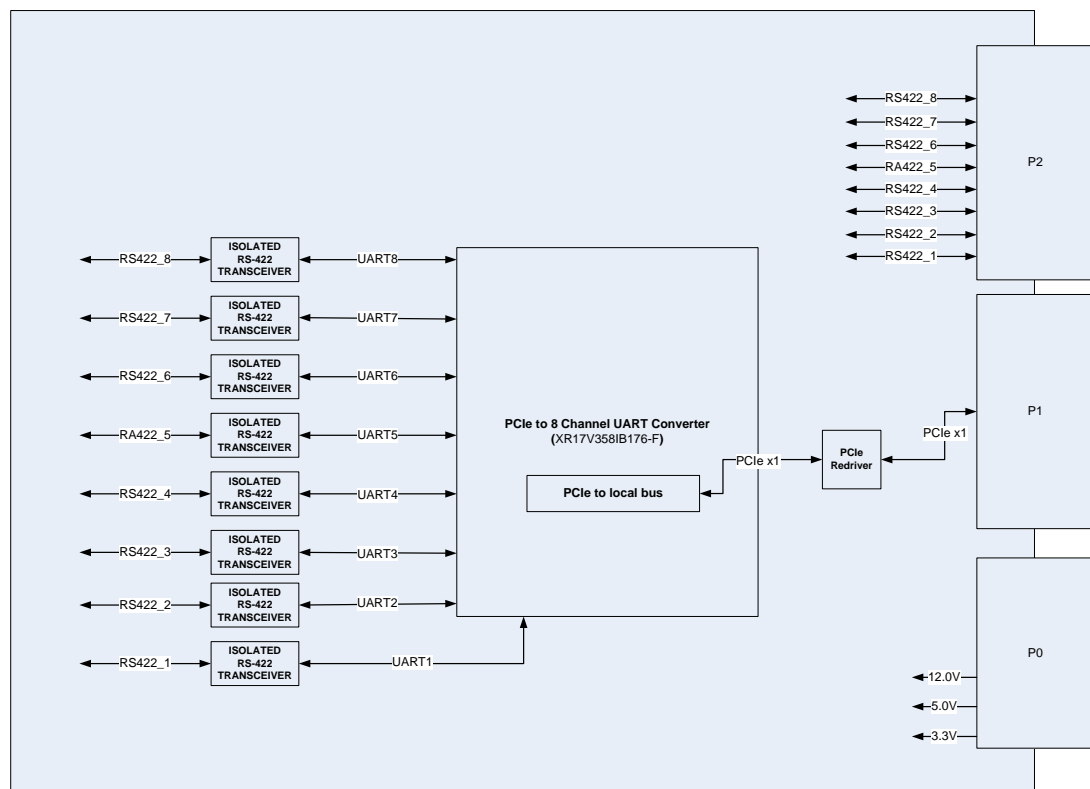 RS422_8
RS422_7
RS422_6
RA422_5
RS422_4
RS422_3
RS422_2
RS422_1
P2
RS422_8
ISOLATED
RS-422
TRANSCEIVER
UART8
RS422_7
ISOLATED
RS-422
TRANSCEIVER
UART7
RS422_6
ISOLATED
RS-422
TRANSCEIVER
UART6
RA422_5
ISOLATED
RS-422
TRANSCEIVER
UART5
RS422_4
ISOLATED
RS-422
TRANSCEIVER
UART4
RS422_3
ISOLATED
RS-422
TRANSCEIVER
UART3
RS422_2
ISOLATED
RS-422
TRANSCEIVER
UART2
RS422_1
ISOLATED
RS-422
TRANSCEIVER
UART1
PCIe to 8 Channel UART Converter
(XR17V358IB176-F)
PCIe to local bus
PCIe x1
PCIe
Redriver
PCIe x1
P1
P0
12.0V
5.0V
3.3V